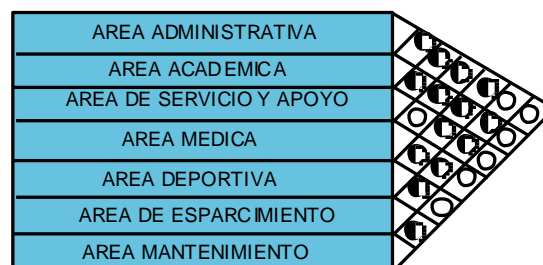 AREA ADMINISTRATIVA
AREA ACADEMICA
AREA DE SERVICIO Y APOYO
AREA MEDICA
AREA DEPORTIVA
AREA DE ESPARCIMIENTO
AREA MANTENIMIENTO